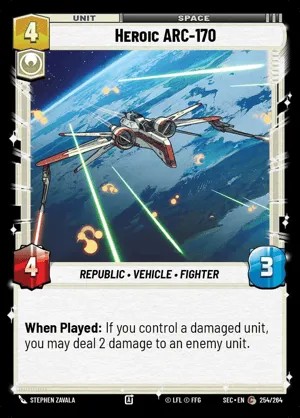 4
UNIT
SPACE
HEROIC ARC-170
4
REPUBLIC • VEHICLE • FIGHTER
3
When Played: If you control a damaged unit,
you may deal 2 damage to an enemy unit.
STEPHEN ZAVALA
© LFL © FFG
SEC • EN C 254/264